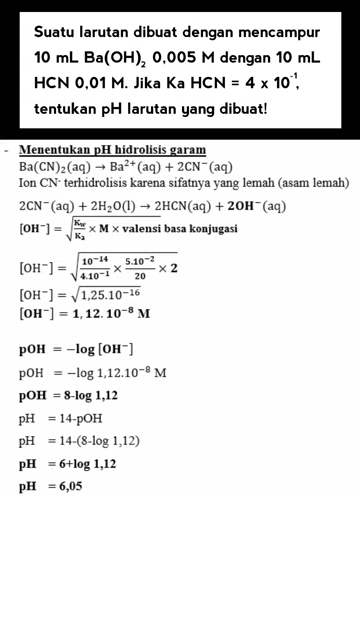 Suatu larutan dibuat dengan mencampur
10 mL Ba(OH)₂ 0,005 M dengan 10 mL
HCN 0,01 M. Jika Ka HCN = 4 x 10⁻¹,
tentukan pH larutan yang dibuat!
- Menentukan pH hidrolisis garam
Ba(CN)₂(aq) → Ba²⁺(aq) + 2CN⁻(aq)
Ion CN⁻ terhidrolisis karena sifatnya yang lemah (asam lemah)
2CN⁻(aq) + 2H₂O(l) → 2HCN(aq) + 2OH⁻(aq)
[OH⁻] = √(Kw/Ka × M × valensi basa konjugasi)
[OH⁻] = √(10⁻¹⁴/4.10⁻¹ × 5.10⁻²/20 × 2)
[OH⁻] = √1,25.10⁻¹⁶
[OH⁻] = 1,12.10⁻⁸ M
pOH = −log [OH⁻]
pOH = −log 1,12.10⁻⁸ M
pOH = 8-log 1,12
pH = 14-pOH
pH = 14-(8-log 1,12)
pH = 6+log 1,12
pH = 6,05